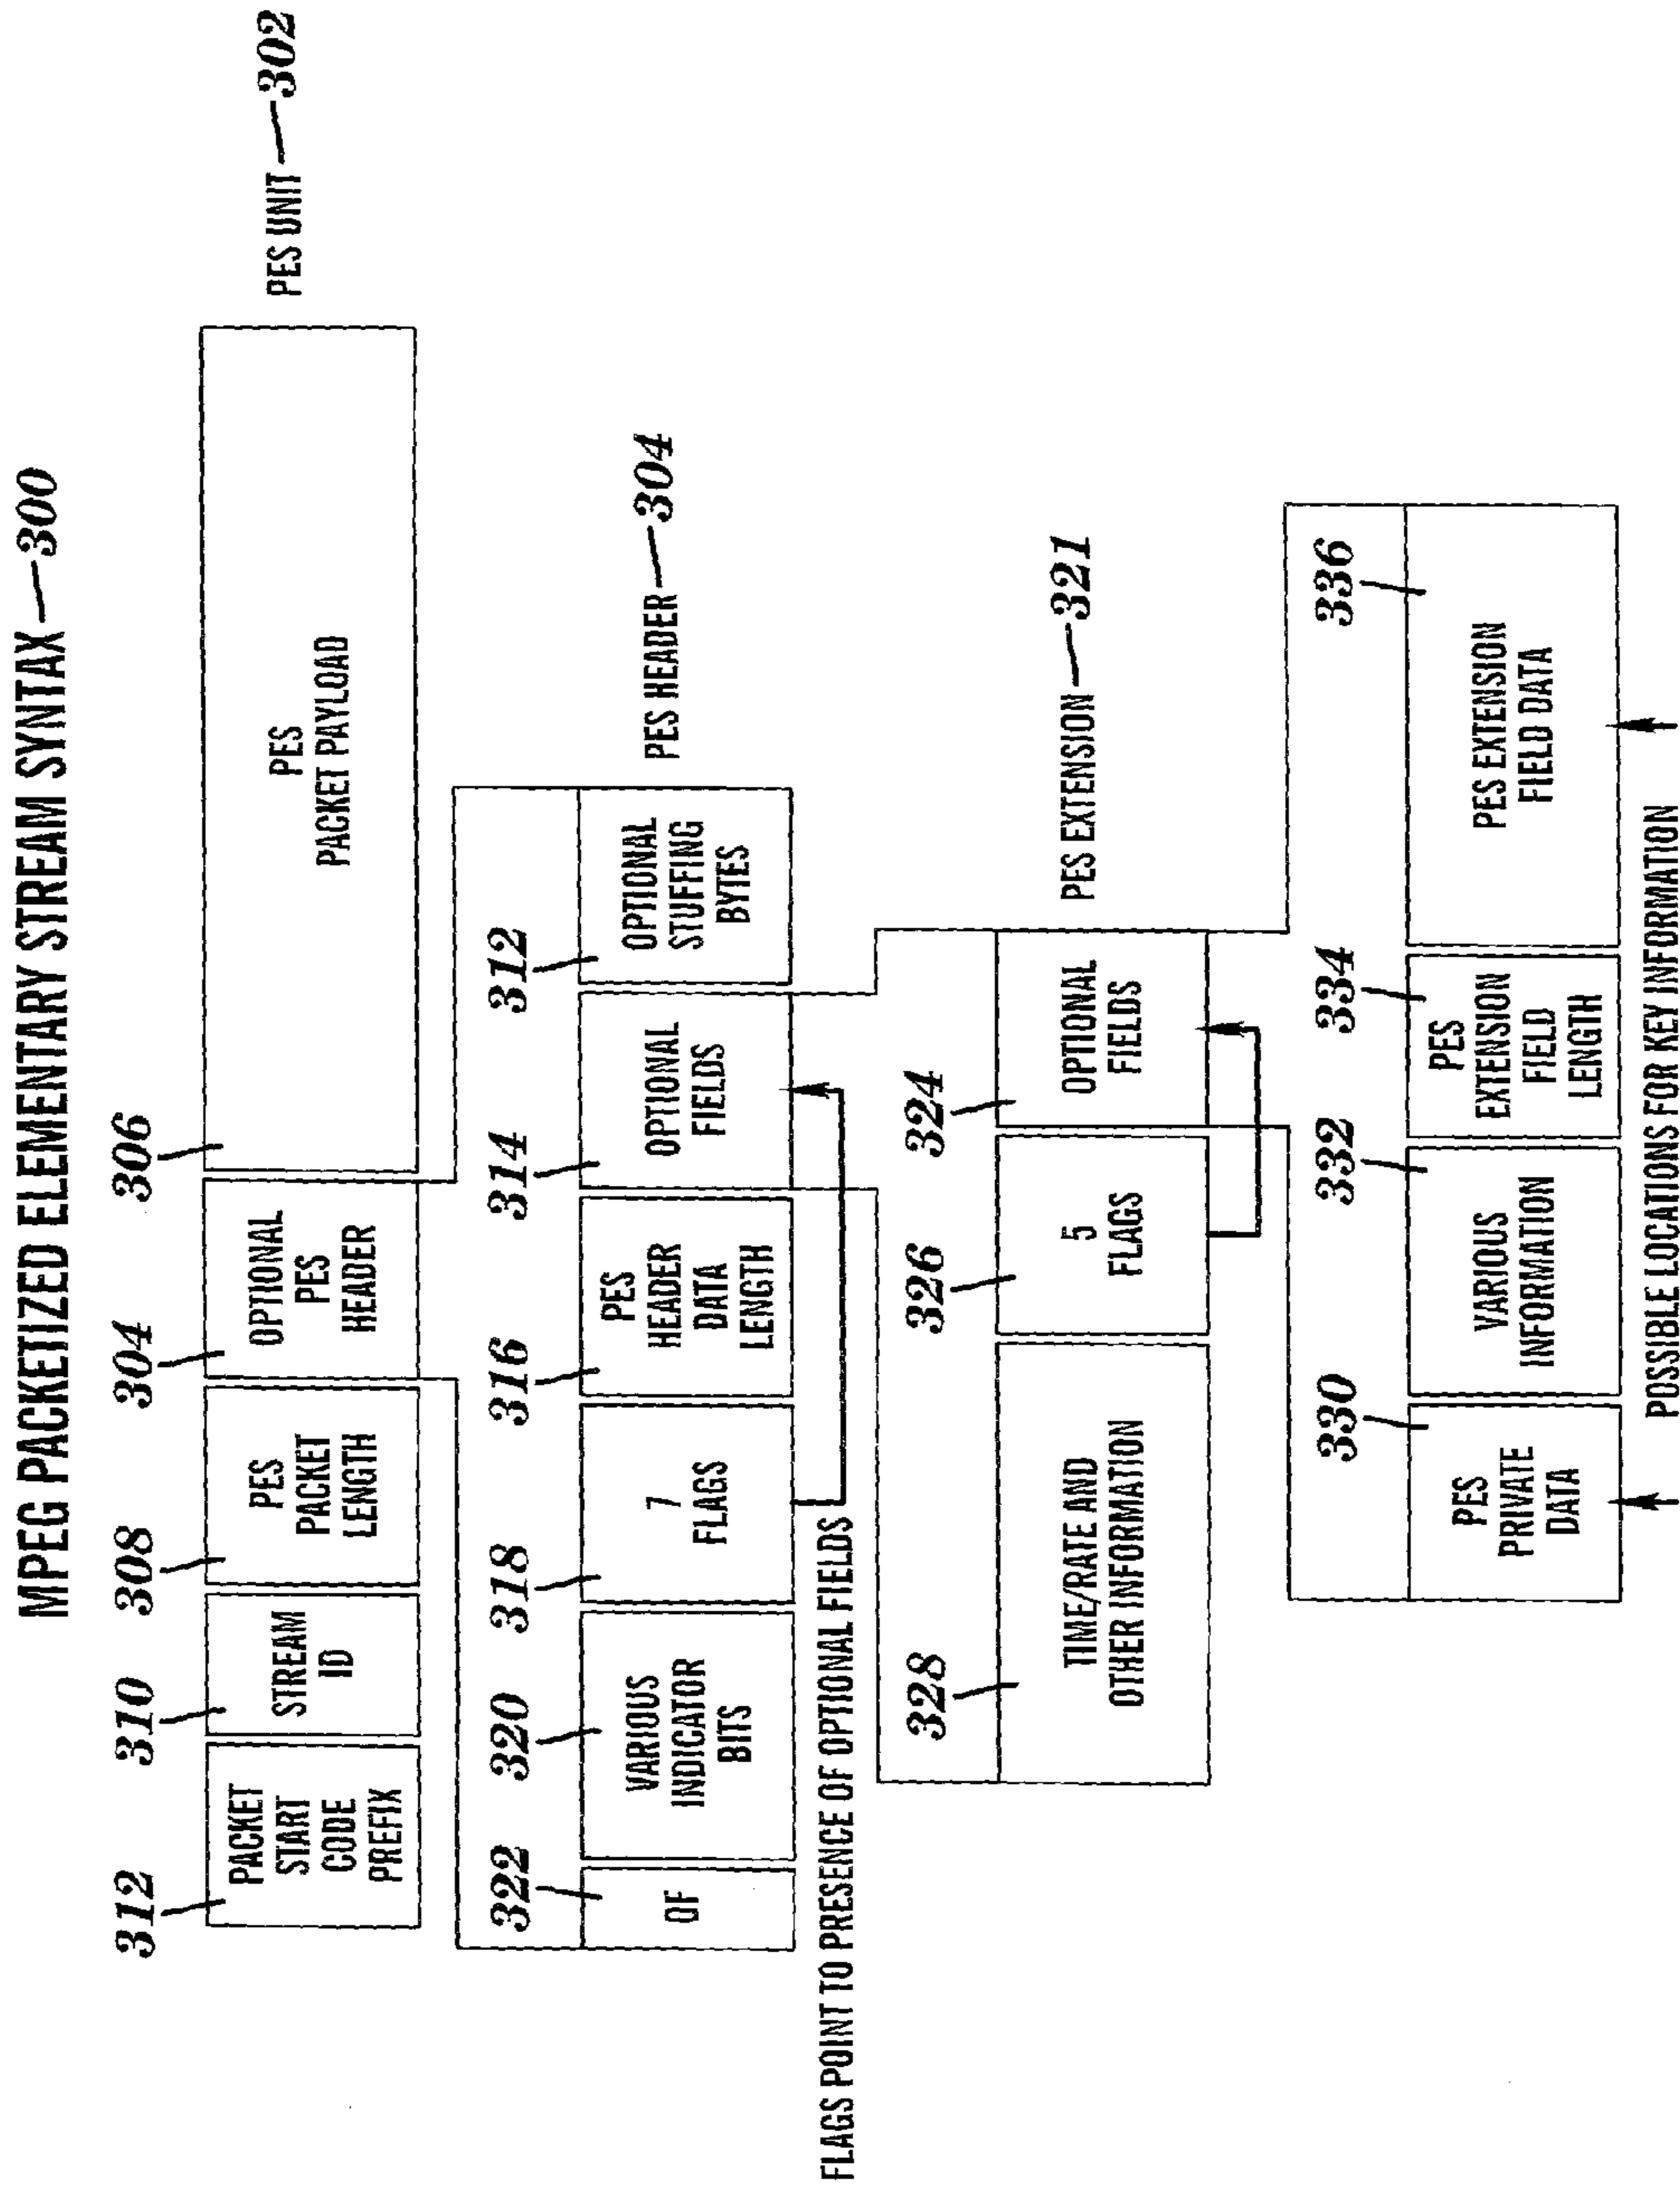 MPEG PACKETIZED ELEMENTARY STREAM SYNTAX—300
312
310
308
304
306
PACKET
START
CODE
PREFIX
STREAM
ID
PES
PACKET
LENGTH
OPTIONAL
PES
HEADER
PES
PACKET PAYLOAD
PES UNIT—302
322
320
318
316
314
312
OF
VARIOUS
INDICATOR
BITS
7
FLAGS
PES
HEADER
DATA
LENGTH
OPTIONAL
FIELDS
OPTIONAL
STUFFING
BYTES
PES HEADER—304
FLAGS POINT TO PRESENCE OF OPTIONAL FIELDS
328
326
324
TIME/RATE AND
OTHER INFORMATION
5
FLAGS
OPTIONAL
FIELDS
PES EXTENSION—321
330
332
334
336
PES
PRIVATE
DATA
VARIOUS
INFORMATION
PES
EXTENSION
FIELD
LENGTH
PES EXTENSION
FIELD DATA
POSSIBLE LOCATIONS FOR KEY INFORMATION